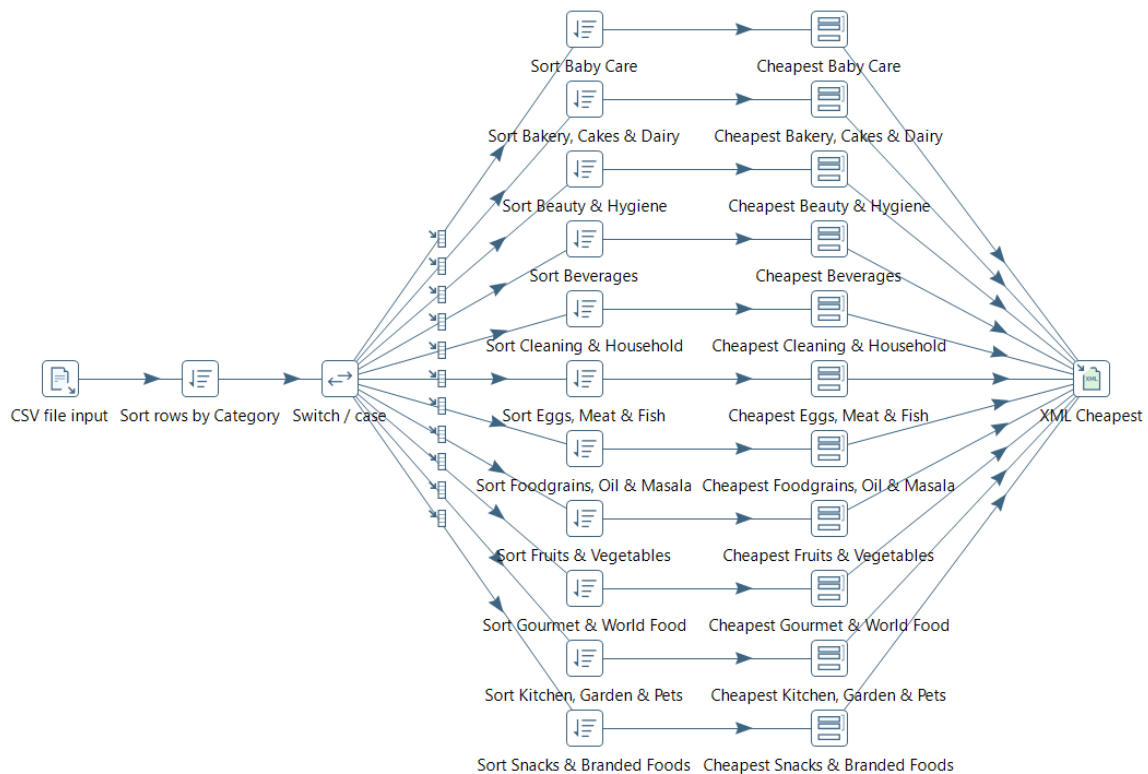 Sort Baby Care
Cheapest Baby Care
Sort Bakery, Cakes & Dairy
Cheapest Bakery, Cakes & Dairy
Sort Beauty & Hygiene
Cheapest Beauty & Hygiene
Sort Beverages
Cheapest Beverages
Sort Cleaning & Household
Cheapest Cleaning & Household
CSV file input
Sort rows by Category
Switch / case
Sort Eggs, Meat & Fish
Cheapest Eggs, Meat & Fish
XML
XML Cheapest
Sort Foodgrains, Oil & Masala
Cheapest Foodgrains, Oil & Masala
Sort Fruits & Vegetables
Cheapest Fruits & Vegetables
Sort Gourmet & World Food
Cheapest Gourmet & World Food
Sort Kitchen, Garden & Pets
Cheapest Kitchen, Garden & Pets
Sort Snacks & Branded Foods
Cheapest Snacks & Branded Foods